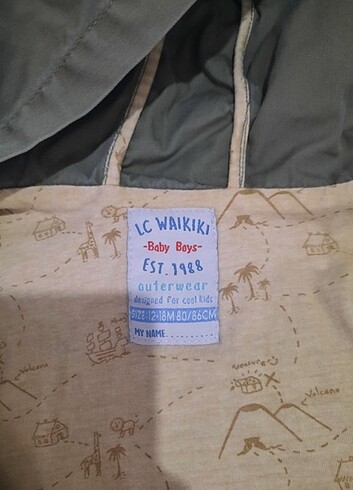 LC WAIKIKI
-Baby Boys-
EST. 1988
outerwear
designed for cool kids
SIZE:12-18M 80/86CM
MY NAME...........
Volcano
treasure
Volcano